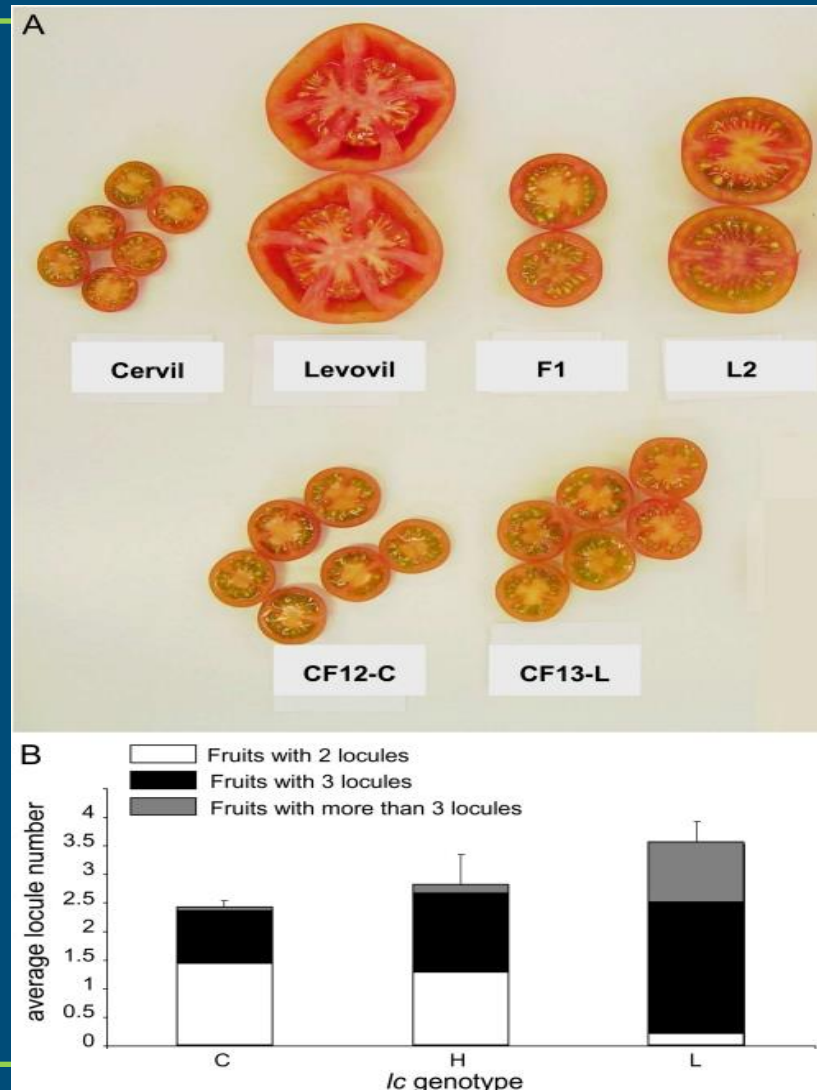 A
Cervil
Levovil
F1
L2
CF12-C
CF13-L
B
Fruits with 2 locules
Fruits with 3 locules
Fruits with more than 3 locules
average locule number
4
3.5
3
2.5
2
1.5
1
0.5
0
C H L
lc genotype